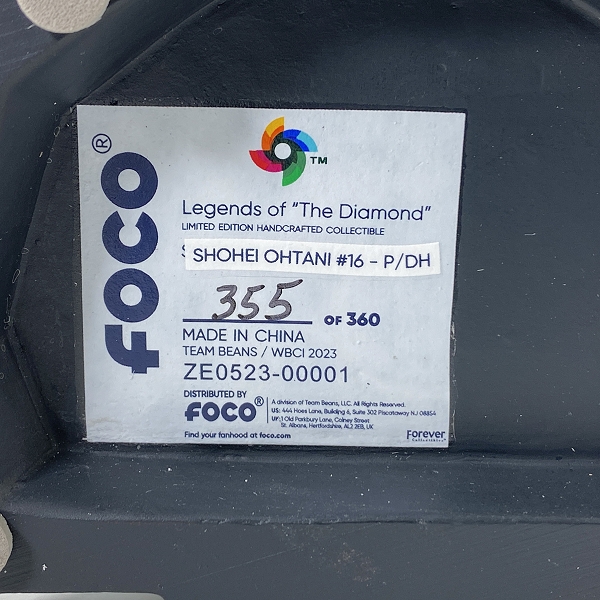 FOCO®
TM
Legends of "The Diamond"
LIMITED EDITION HANDCRAFTED COLLECTIBLE
SHOHEI OHTANI #16 - P/DH
355 OF 360
MADE IN CHINA
TEAM BEANS / WBCI 2023
ZE0523-00001
DISTRIBUTED BY
FOCO®
A division of Team Beans, LLC. All Rights Reserved.
US: 444 Hoes Lane, Building 6, Suite 302 Piscataway NJ 08854
1 Old Parkbury Lane, Colney Street
St. Albans, Hertfordshire, AL2 2EB, UK
Find your fanhood at foco.com
Forever
Collectibles